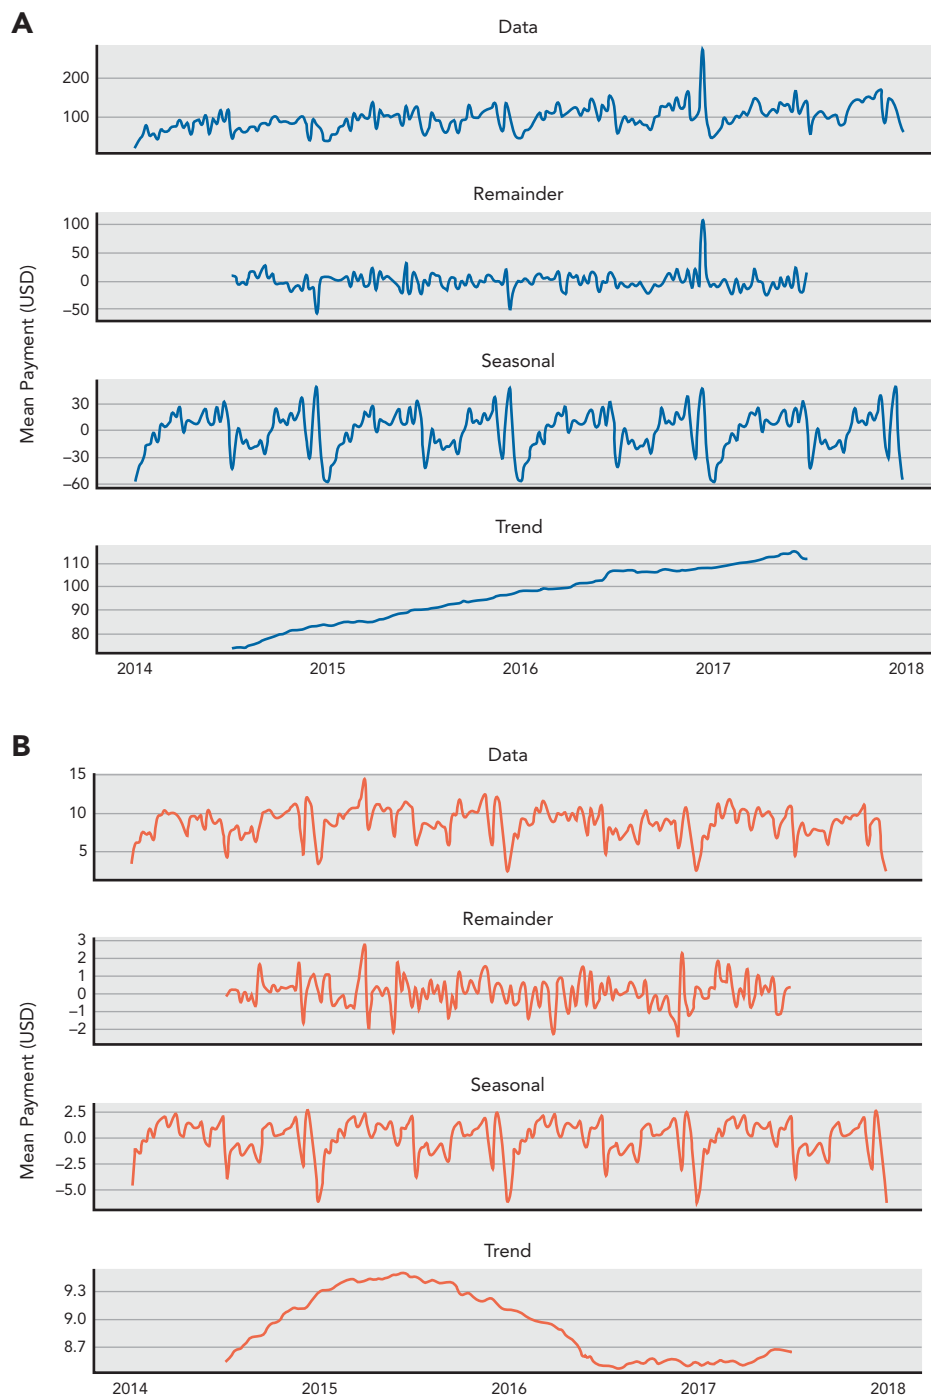 A
Data
200
100
Remainder
100
50
0
–50
Mean Payment (USD)
Seasonal
30
0
–30
–60
Trend
110
100
90
80
2014 2015 2016 2017 2018
B
Data
15
10
5
Remainder
3
2
1
0
–1
–2
Mean Payment (USD)
Seasonal
2.5
0.0
–2.5
–5.0
Trend
9.3
9.0
8.7
2014 2015 2016 2017 2018